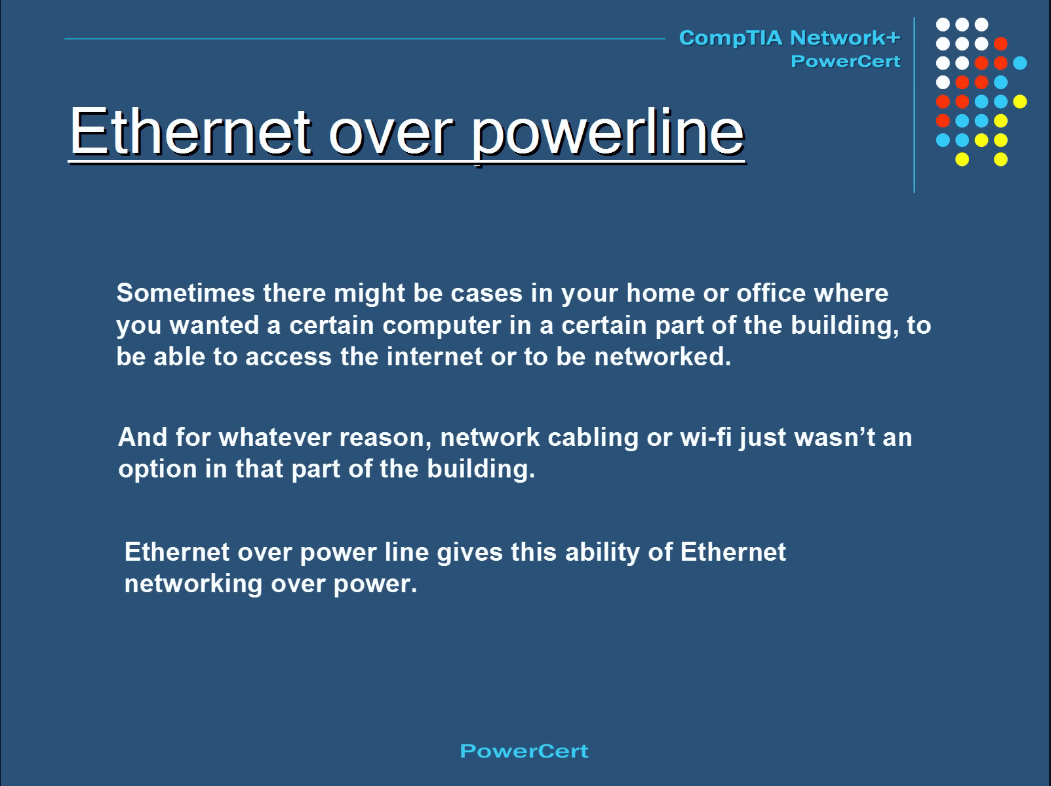 CompTIA Network+
PowerCert
Ethernet over powerline
Sometimes there might be cases in your home or office where
you wanted a certain computer in a certain part of the building, to
be able to access the internet or to be networked.
And for whatever reason, network cabling or wi-fi just wasn’t an
option in that part of the building.
Ethernet over power line gives this ability of Ethernet
networking over power.
PowerCert